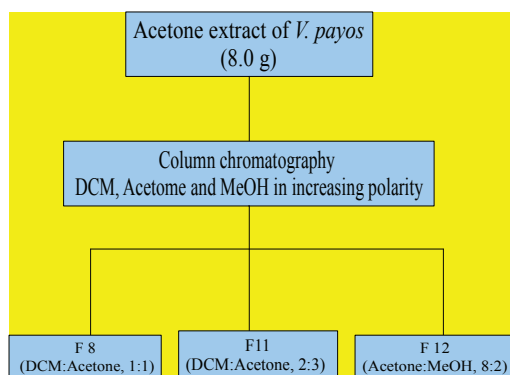 Acetone extract of V. payos
(8.0 g)
Column chromatography
DCM, Acetome and MeOH in increasing polarity
F 8
(DCM:Acetone, 1:1)
F11
(DCM:Acetone, 2:3)
F 12
(Acetone:MeOH, 8:2)